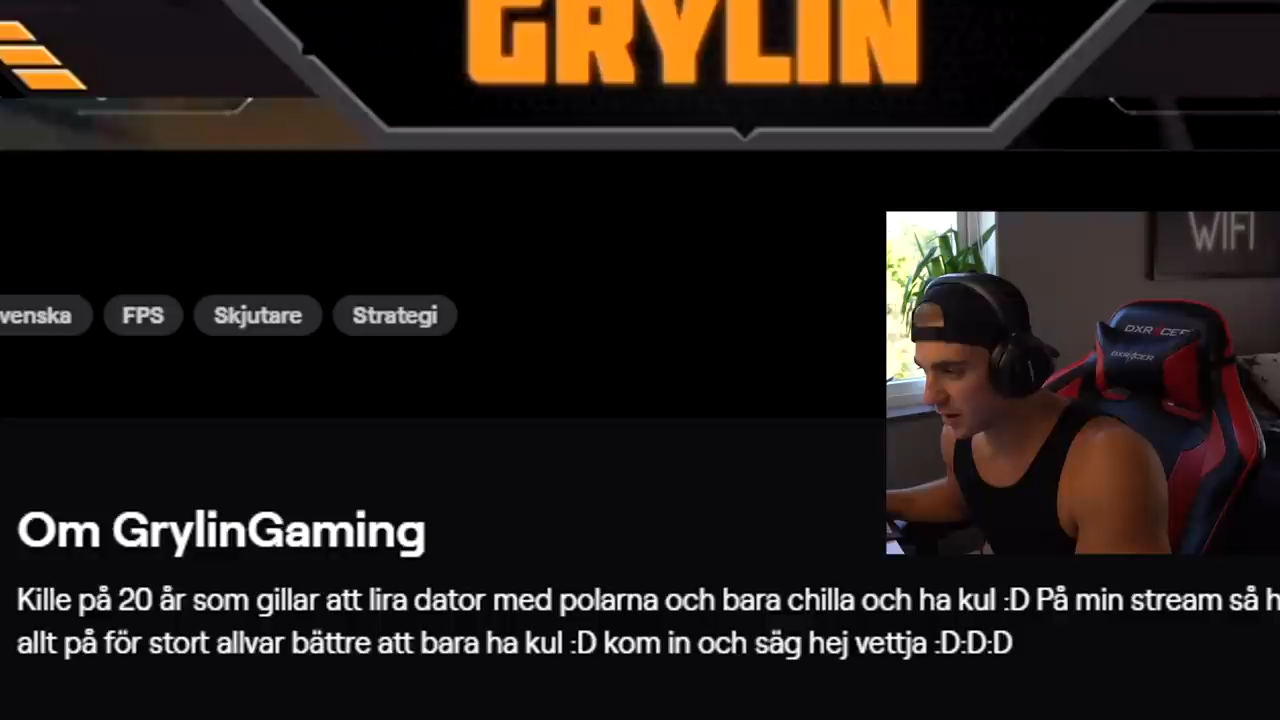 GRYLIN
WIFI
venska FPS Skjutare Strategi
DXRACER
DXRACER
Om GrylinGaming
Kille på 20 år som gillar att lira dator med polarna och bara chilla och ha kul :D På min stream så h
allt på för stort allvar bättre att bara ha kul :D kom in och säg hej vettja :D:D:D